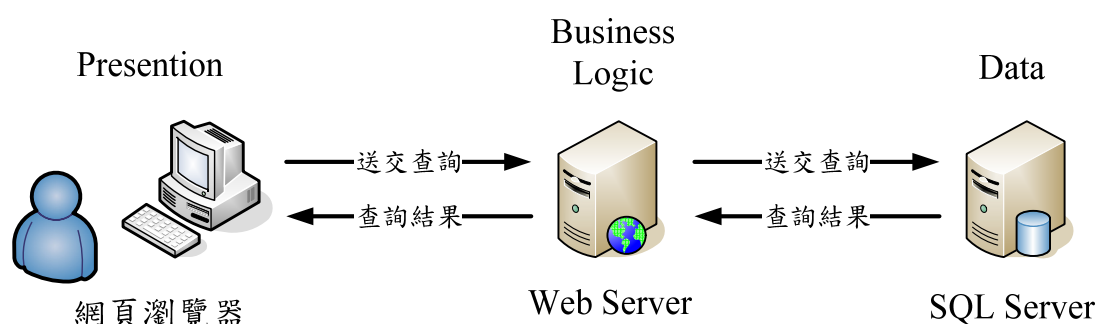 Presention
Business
Logic
Data
送交查詢
送交查詢
查詢結果
查詢結果
網頁瀏覽器
Web Server
SQL Server